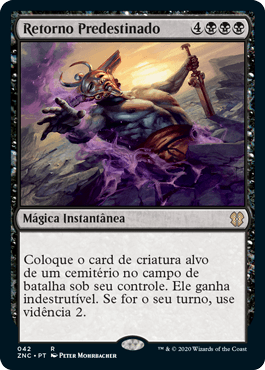 Retorno Predestinado 4
Mágica Instantânea
Coloque o card de criatura alvo
de um cemitério no campo de
batalha sob seu controle. Ele ganha
indestrutível. Se for o seu turno, use
vidência 2.
042 R
ZNC • PT Peter Mohrbacher
™ & © 2020 Wizards of the Coast